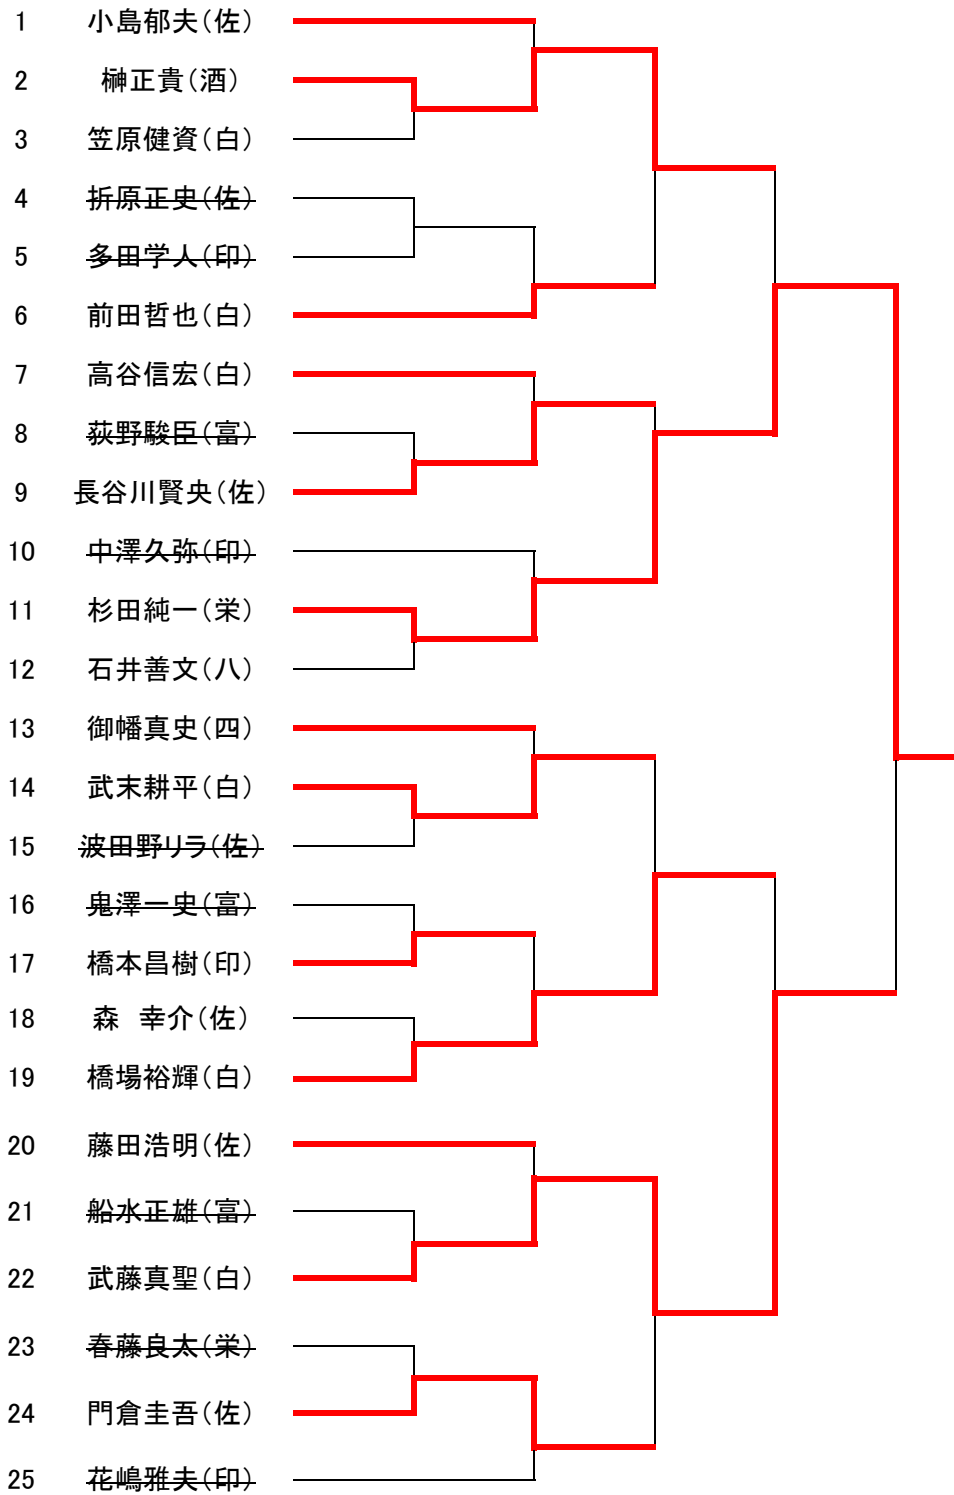 1 小島郁夫(佐)
2 榊正貴(酒)
3 笠原健資(白)
4 折原正史(佐)
5 多田学人(印)
6 前田哲也(白)
7 高谷信宏(白)
8 荻野駿臣(富)
9 長谷川賢央(佐)
10 中澤久弥(印)
11 杉田純一(栄)
12 石井善文(八)
13 御幡真史(四)
14 武末耕平(白)
15 波田野リラ(佐)
16 鬼澤一史(富)
17 橋本昌樹(印)
18 森　幸介(佐)
19 橋場裕輝(白)
20 藤田浩明(佐)
21 船水正雄(富)
22 武藤真聖(白)
23 春藤良太(栄)
24 門倉圭吾(佐)
25 花嶋雅夫(印)